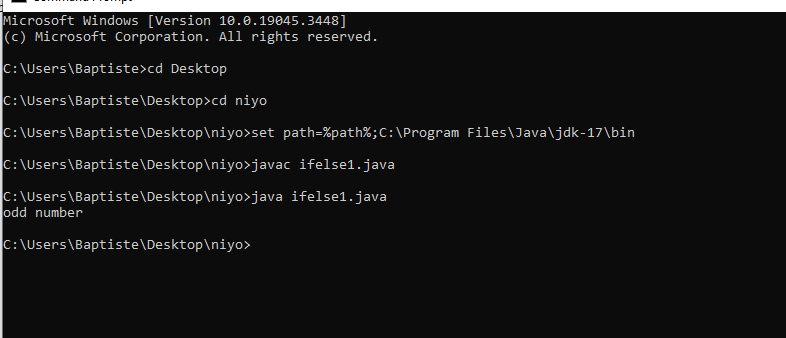 Microsoft Windows [Version 10.0.19045.3448]
(c) Microsoft Corporation. All rights reserved.
C:\Users\Baptiste>cd Desktop
C:\Users\Baptiste\Desktop>cd niyo
C:\Users\Baptiste\Desktop\niyo>set path=%path%;C:\Program Files\Java\jdk-17\bin
C:\Users\Baptiste\Desktop\niyo>javac ifelse1.java
C:\Users\Baptiste\Desktop\niyo>java ifelse1.java
odd number
C:\Users\Baptiste\Desktop\niyo>